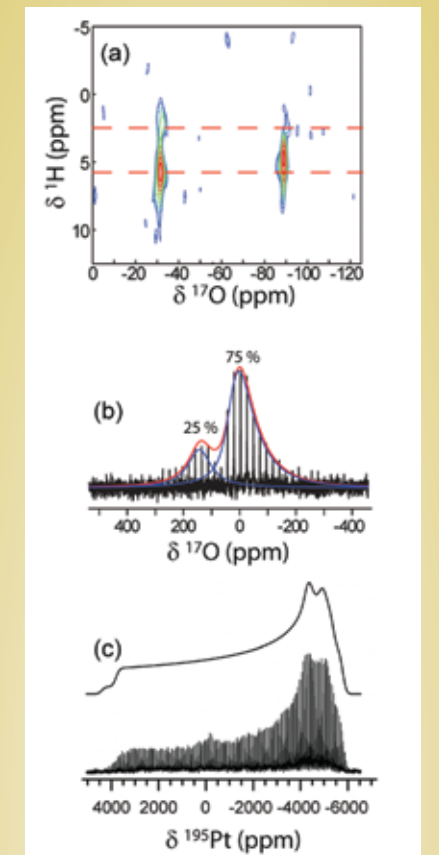 (a)
-5
0
5
10
δ ¹H (ppm)
0 -20 -40 -60 -80 -100 -120
δ ¹⁷O (ppm)
75 %
(b)
25 %
400 200 0 -200 -400
δ ¹⁷O (ppm)
(c)
4000 2000 0 -2000 -4000 -6000
δ ¹⁹⁵Pt (ppm)